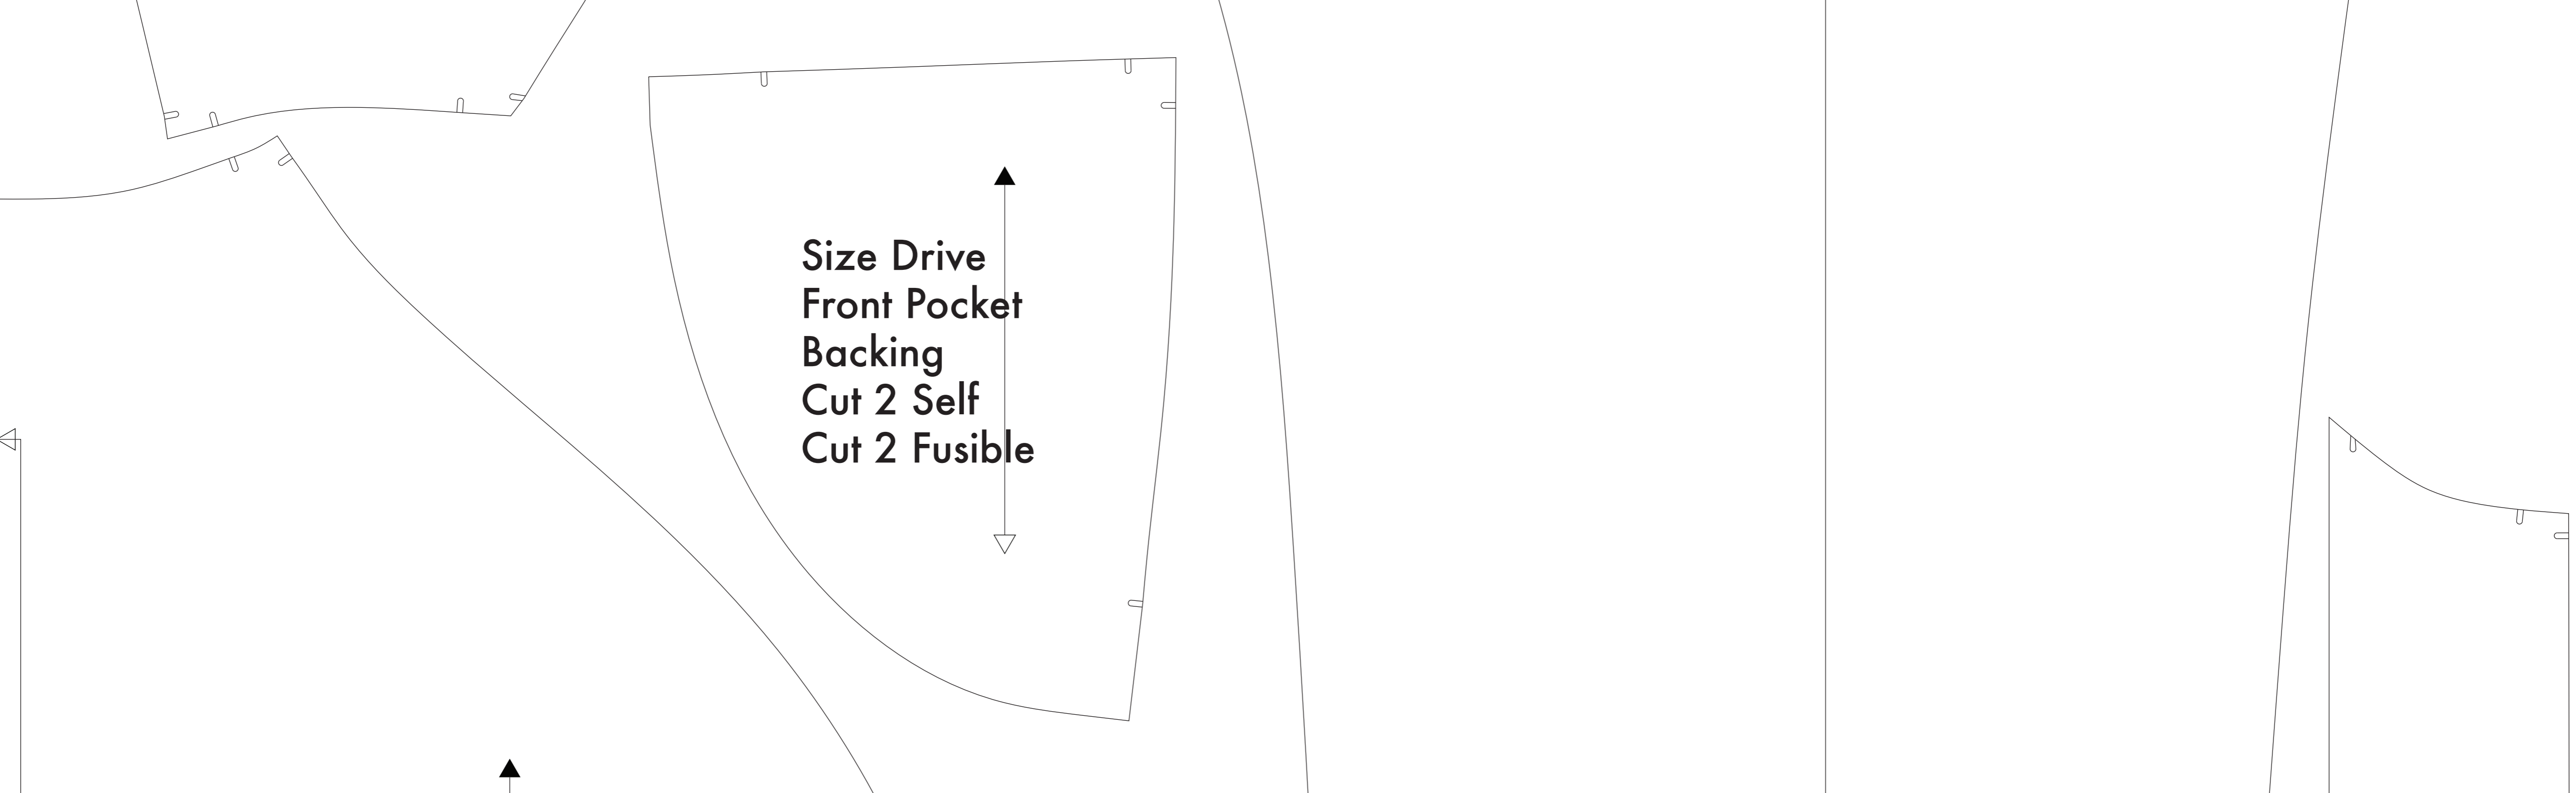 Size Drive
Front Pocket
Backing
Cut 2 Self
Cut 2 Fusible